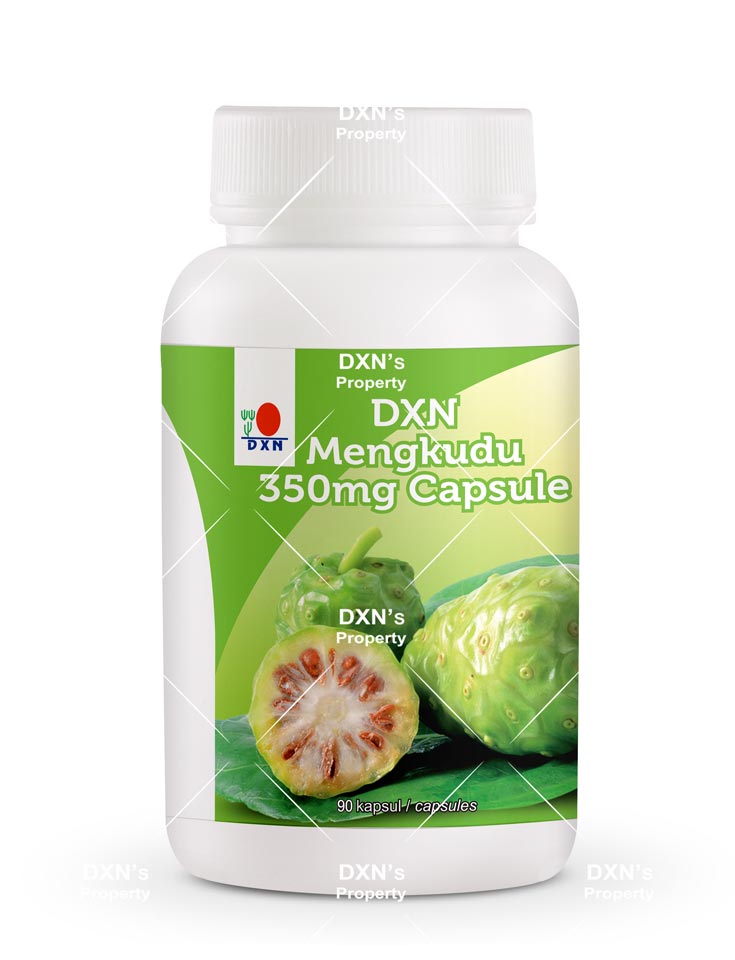 DXN's
Property
DXN's
Property
DXN
DXN
Mengkudu
350mg Capsule
DXN's
Property
90 kapsul / capsules
DXN's
Property
DXN's
Property
DXN's
Property